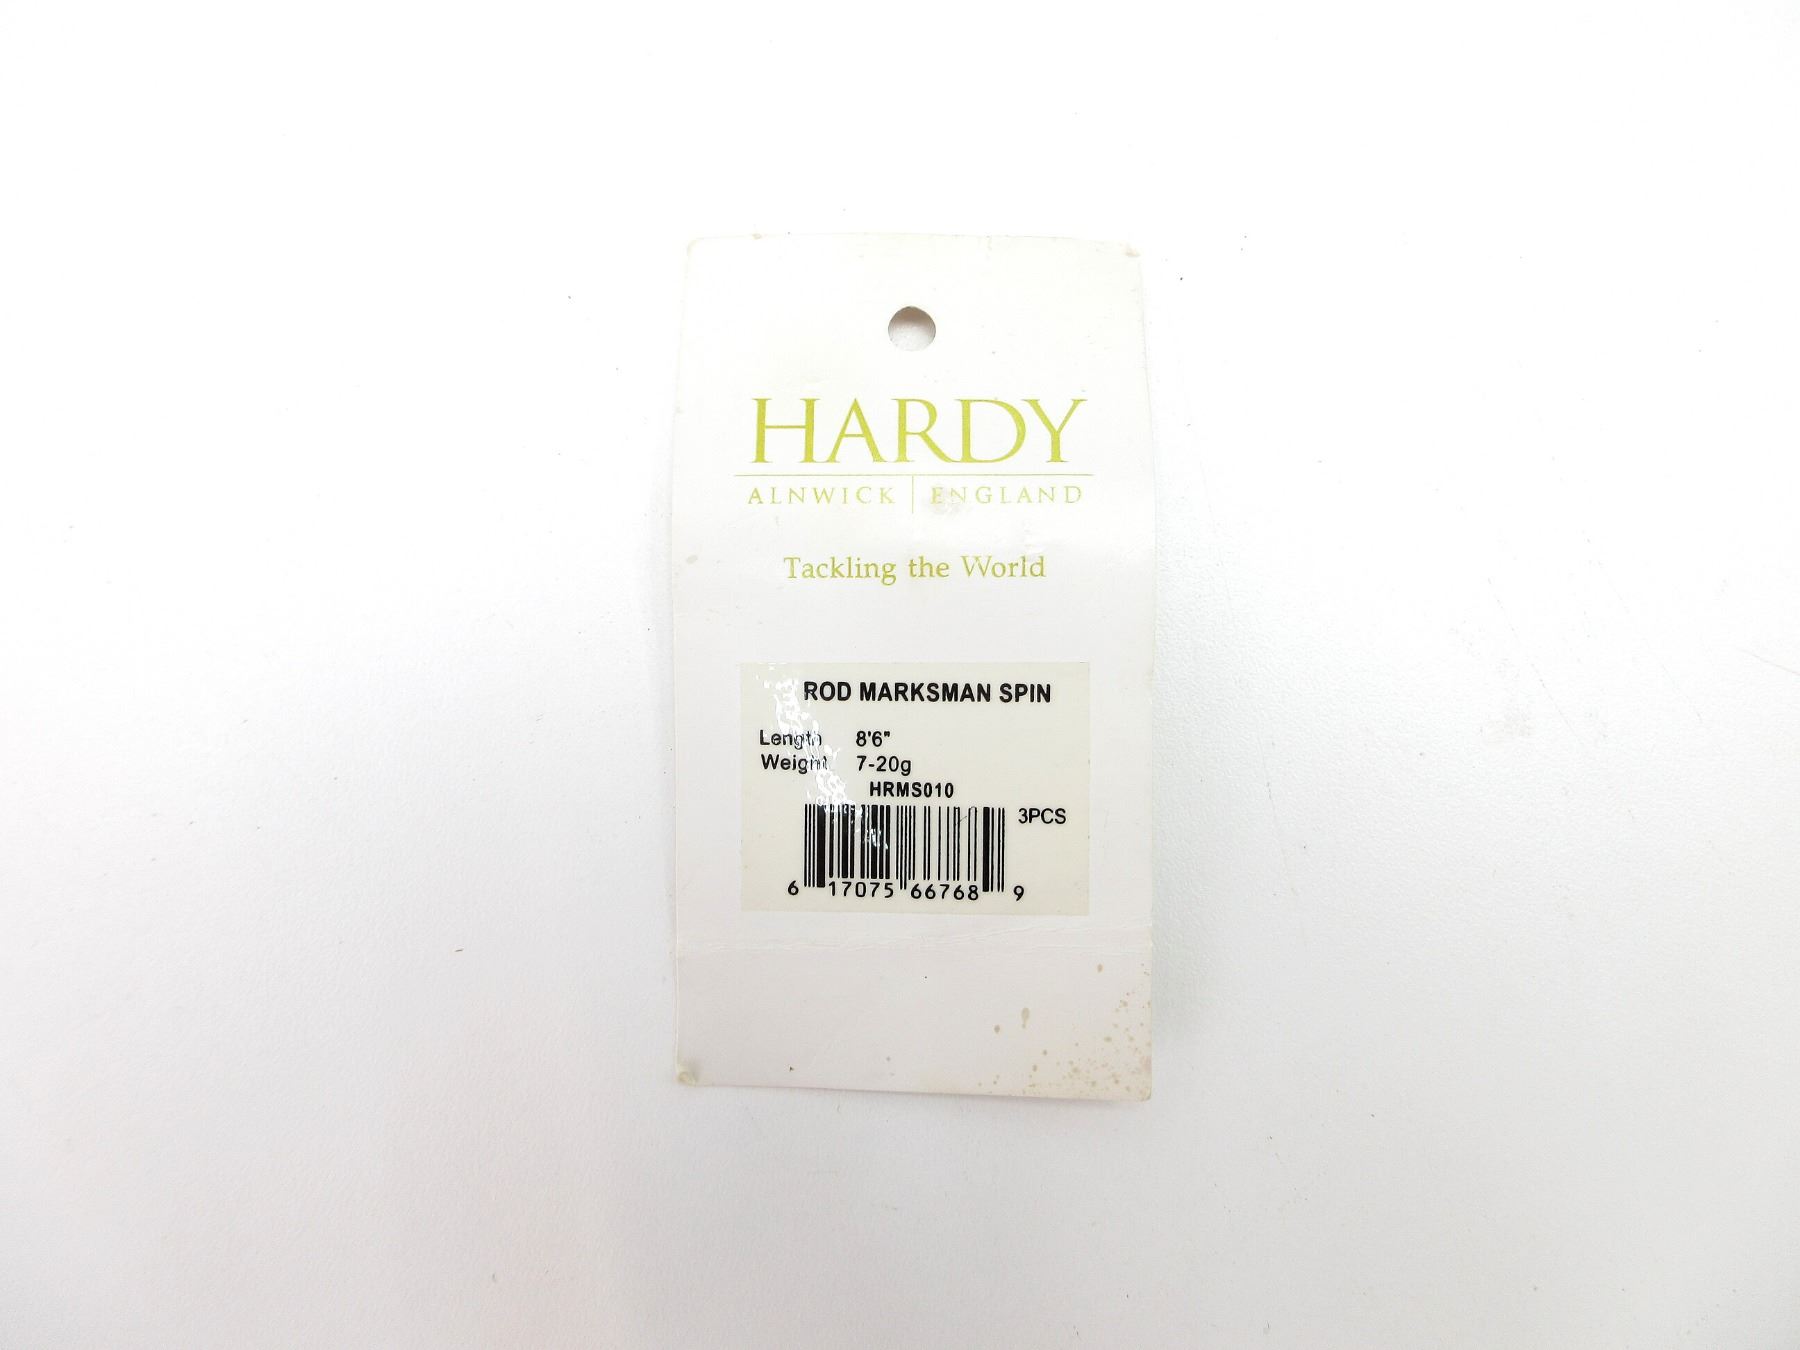 HARDY
ALNWICK | ENGLAND
Tackling the World
ROD MARKSMAN SPIN
Length 8'6"
Weight 7-20g
HRMS010
3PCS
6 17075 66768 9